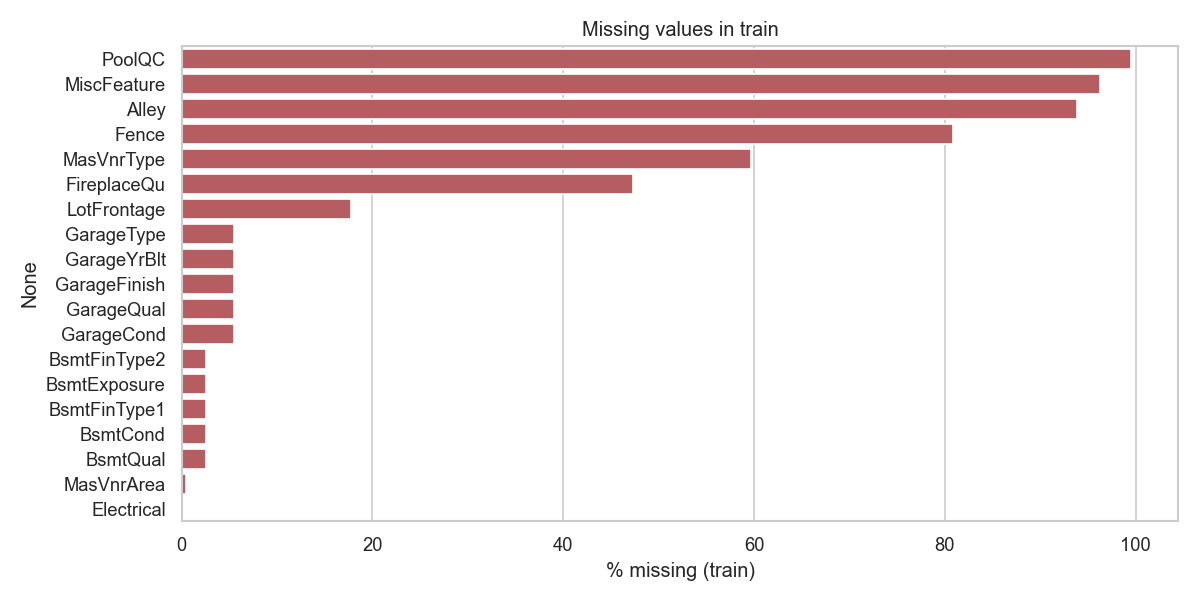 Missing values in train
PoolQC
MiscFeature
Alley
Fence
MasVnrType
FireplaceQu
LotFrontage
GarageType
GarageYrBlt
GarageFinish
GarageQual
GarageCond
BsmtFinType2
BsmtExposure
BsmtFinType1
BsmtCond
BsmtQual
MasVnrArea
Electrical
None
0 20 40 60 80 100
% missing (train)